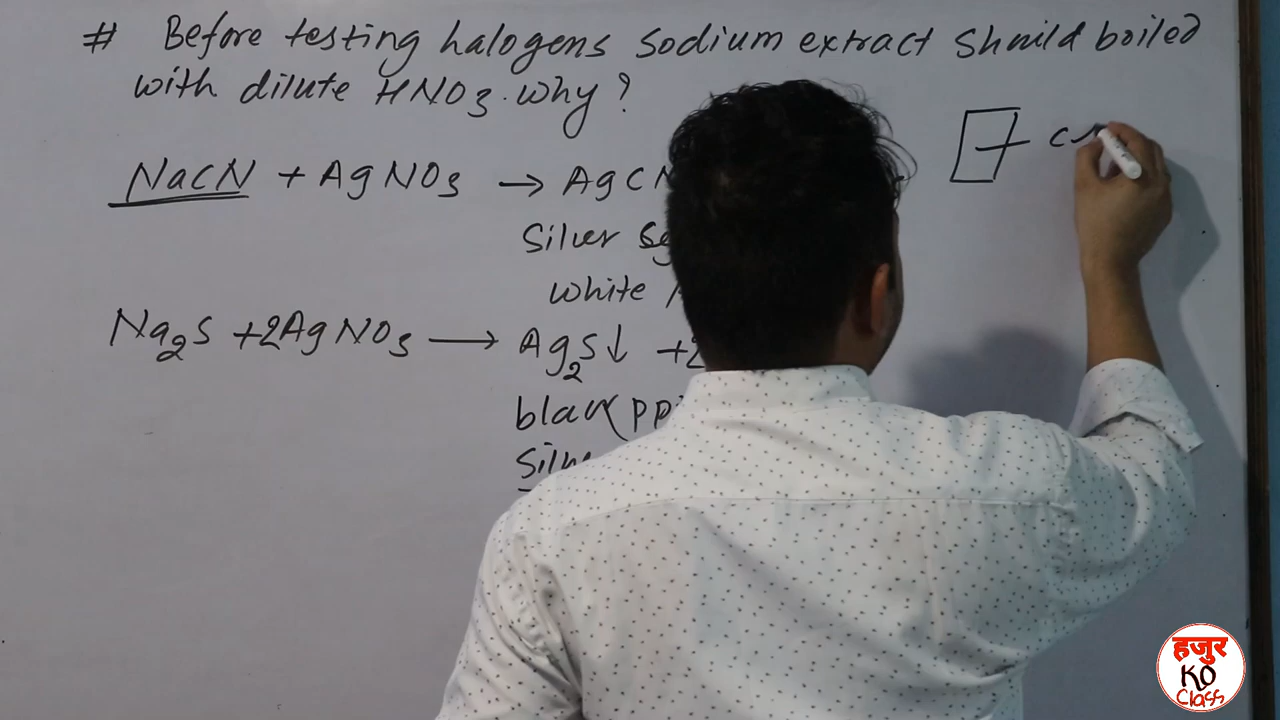 # Before testing halogens sodium extract should boiled
with dilute HNO3. why?
NaCN + AgNO3 → AgCN
Silver
white
Na2S + 2AgNO3 → Ag2S↓ +2
black ppt
हजुर
KO
Class